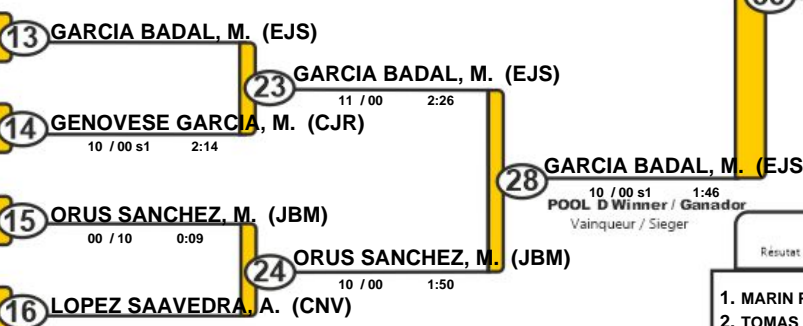 13 GARCIA BADAL, M. (EJS)
23 GARCIA BADAL, M. (EJS)
11 / 00 2:26
14 GENOVESE GARCIA, M. (CJR)
10 / 00 s1 2:14
28 GARCIA BADAL, M. (EJS
10 / 00 s1 1:46
POOL D Winner / Ganador
Vainqueur / Sieger
15 ORUS SANCHEZ, M. (JBM)
00 / 10 0:09
24 ORUS SANCHEZ, M. (JBM)
10 / 00 1:50
16 LOPEZ SAAVEDRA, A. (CNV)
Résutat
1. MARIN
2. TOMAS